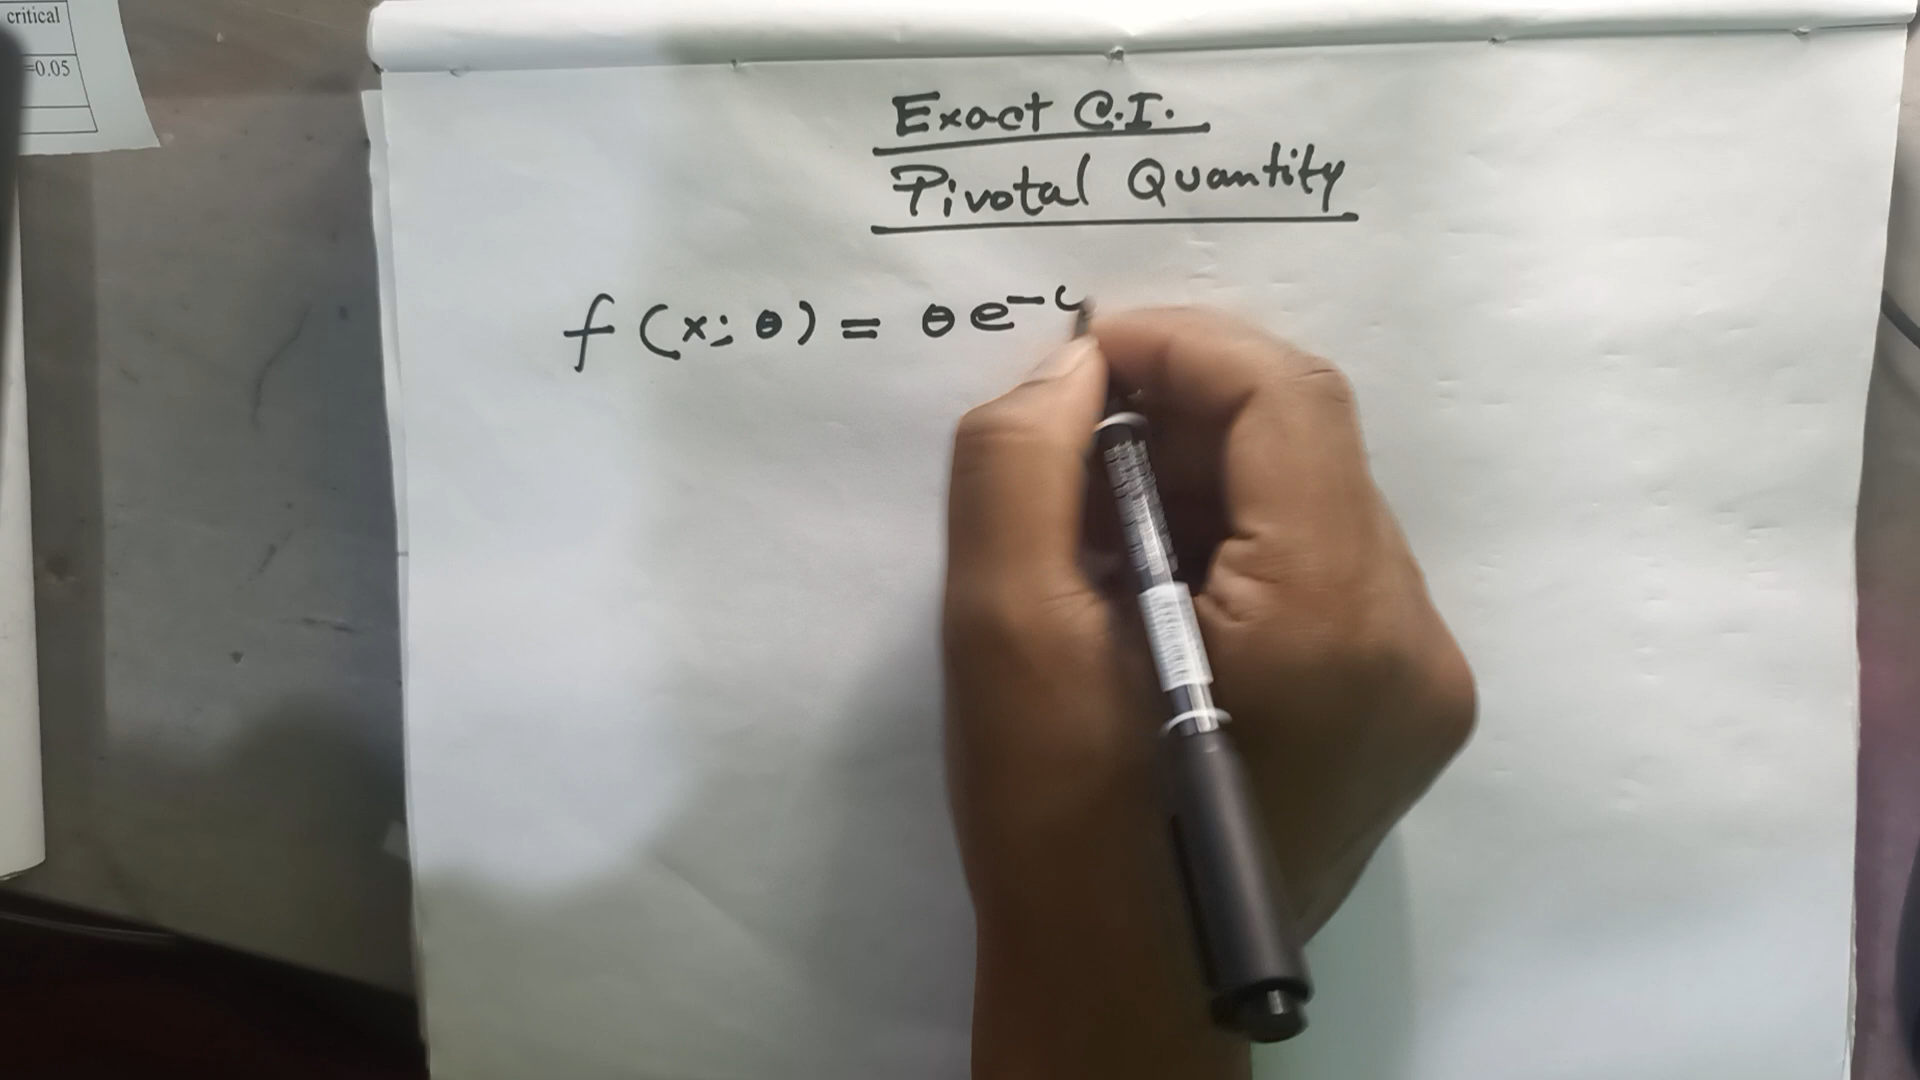 critical
=0.05
Exact C.I.
Pivotal Quantity
f(x; θ) = θe⁻